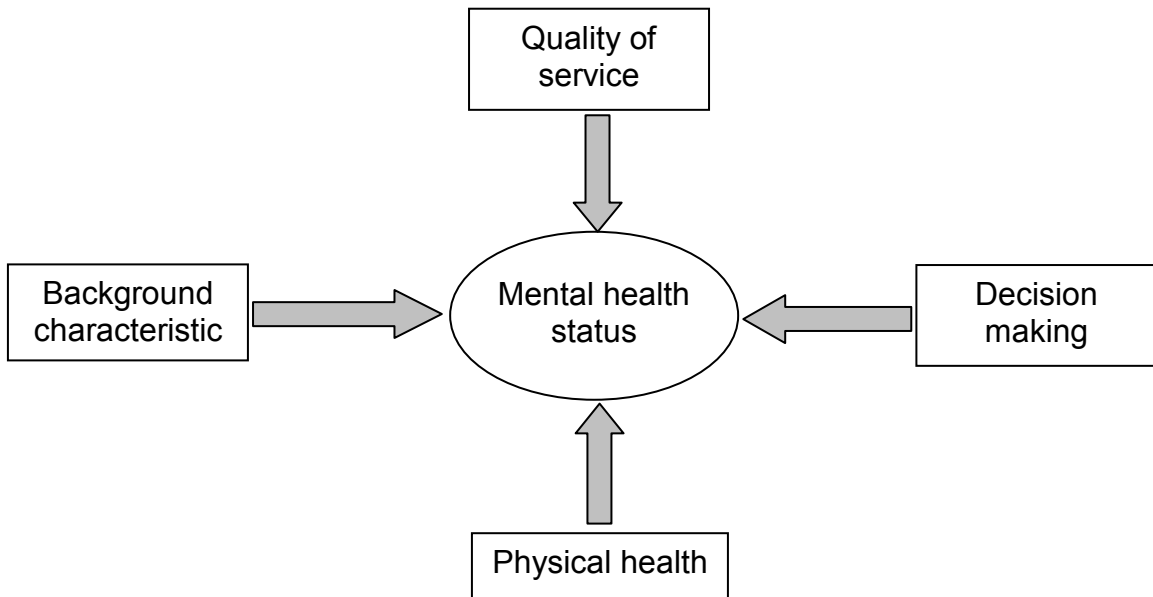 Quality of
service
Background
characteristic
Mental health
status
Decision
making
Physical health